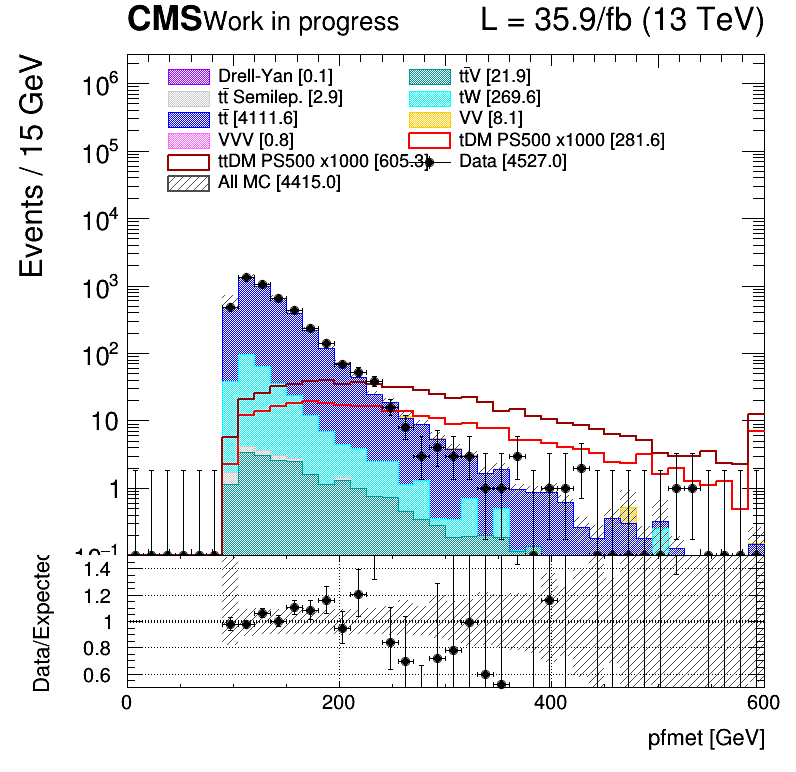 CMS Work in progress L = 35.9/fb (13 TeV)
Events / 15 GeV
10⁶
10⁵
10⁴
10³
10²
10
1
10⁻¹
Drell-Yan [0.1] tt̄V [21.9]
tt̄ Semilep. [2.9] tW [269.6]
tt̄ [4111.6] VV [8.1]
VVV [0.8] tDM PS500 x1000 [281.6]
ttDM PS500 x1000 [605.3] Data [4527.0]
All MC [4415.0]
Data/Expected
1.4
1.2
1
0.8
0.6
0 200 400 600
pfmet [GeV]